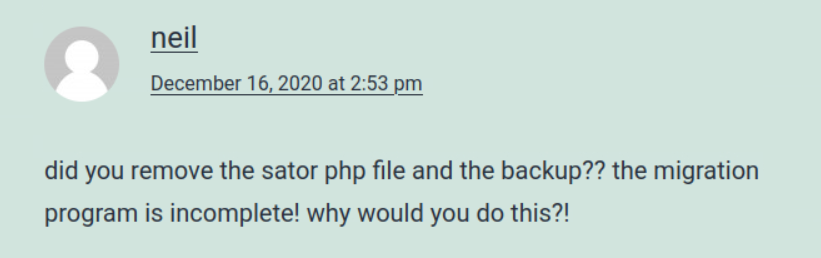 neil
December 16, 2020 at 2:53 pm
did you remove the sator php file and the backup?? the migration
program is incomplete! why would you do this?!